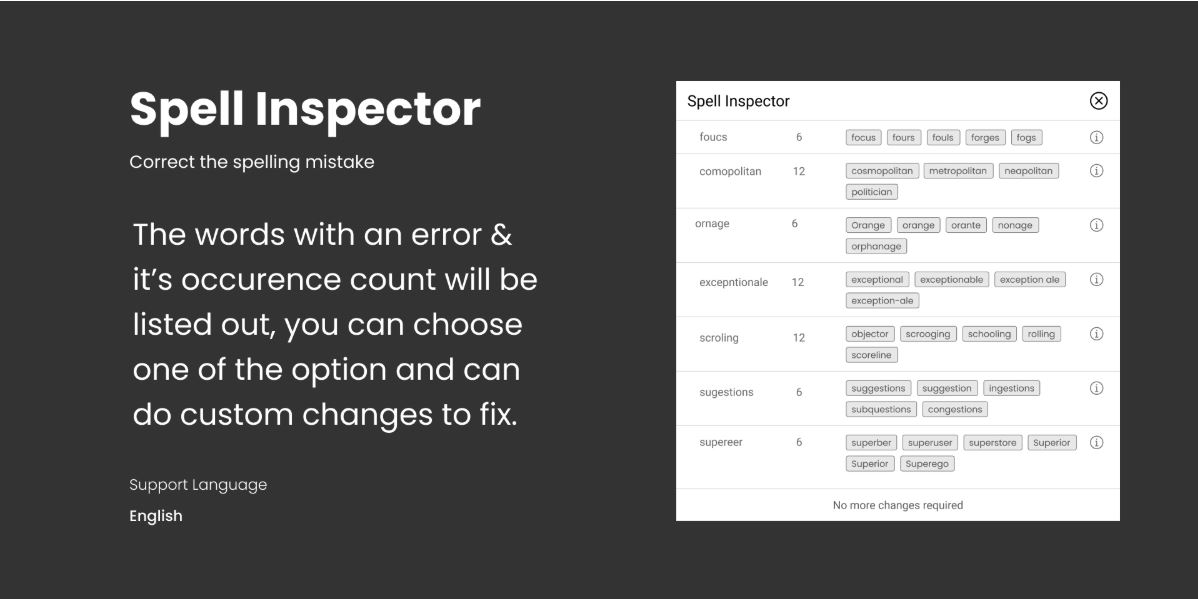 Spell Inspector
Correct the spelling mistake
The words with an error &
it’s occurence count will be
listed out, you can choose
one of the option and can
do custom changes to fix.
Support Language
English
Spell Inspector
foucs 6 focus fours fouls forges fogs
comopolitan 12 cosmopolitan metropolitan neapolitan
politician
ornage 6 Orange orange orante nonage
orphanage
excepntionale 12 exceptional exceptionable exception ale
exception-ale
scroling 12 objector scrooging schooling rolling
scoreline
sugestions 6 suggestions suggestion ingestions
subquestions congestions
supereer 6 superber superuser superstore Superior
Superior Superego
No more changes required